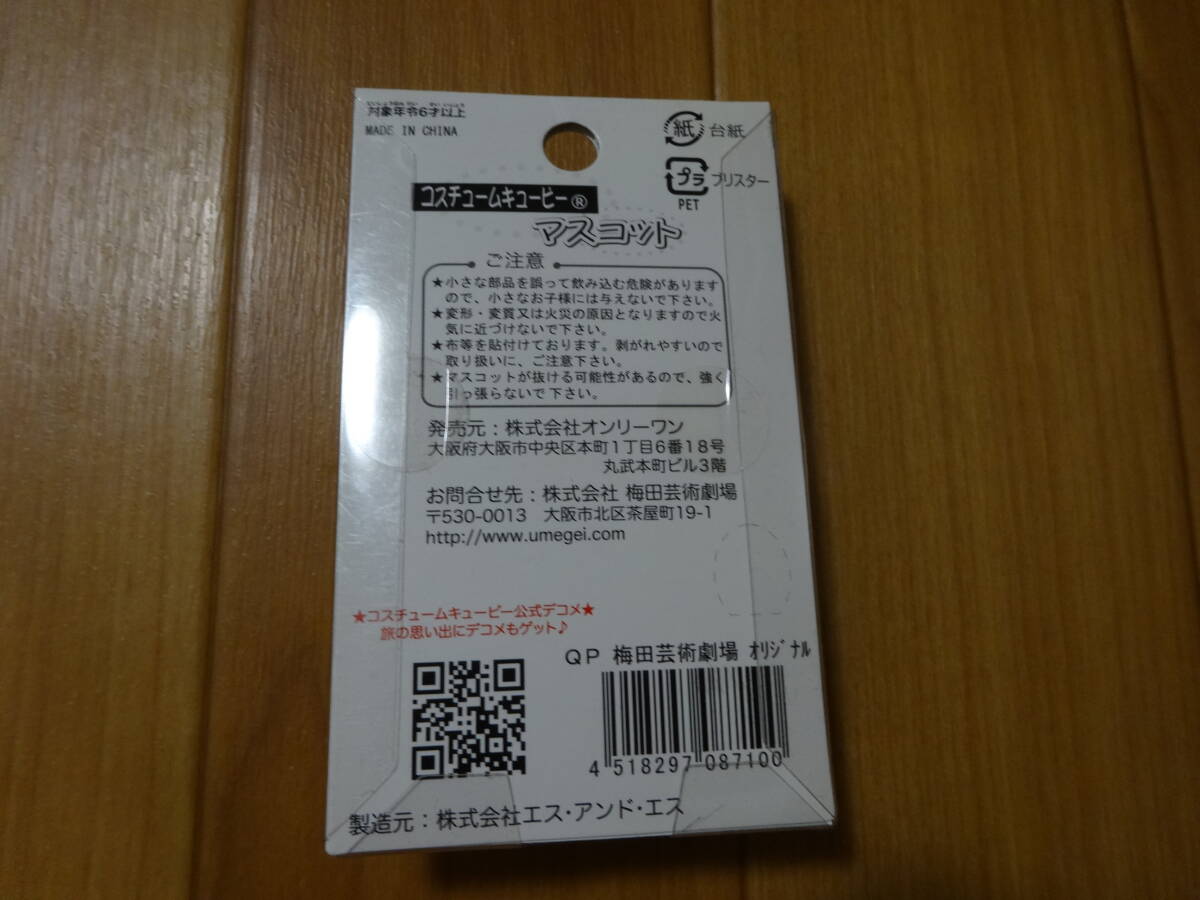 対象年令6才以上
MADE IN CHINA
紙 台紙
プラ ブリスター
PET
コスチュームキューピー®
マスコット
ご注意
★小さな部品を誤って飲み込む危険があります
ので、小さなお子様には与えないで下さい。
★変形・変質又は火災の原因となりますので火
気に近づけないで下さい。
★布等を貼付けております。剥がれやすいので
取り扱いに、ご注意下さい。
★マスコットが抜ける可能性があるので、強く
引っ張らないで下さい。
発売元：株式会社オンリーワン
大阪府大阪市中央区本町1丁目6番18号
丸武本町ビル3階
お問合せ先：株式会社 梅田芸術劇場
〒530-0013 大阪市北区茶屋町19-1
http://www.umegei.com
★コスチュームキューピー公式デコメ★
旅の思い出にデコメもゲット♪
QP 梅田芸術劇場 ｵﾘｼﾞﾅﾙ
4 518297 087100
製造元：株式会社エス・アンド・エス